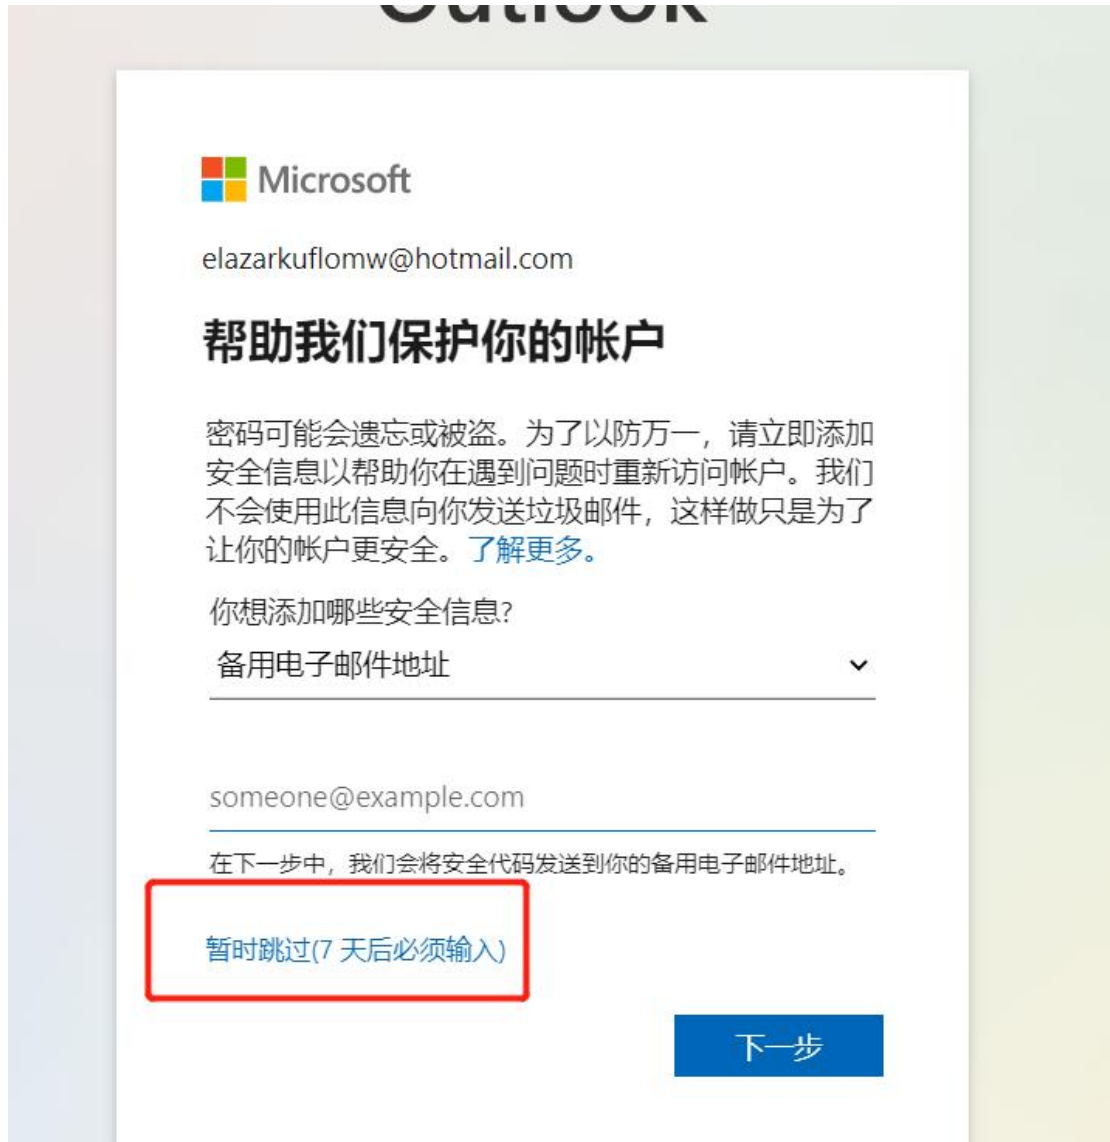 Outlook
Microsoft
elazarkuflomw@hotmail.com
帮助我们保护你的帐户
密码可能会遗忘或被盗。为了以防万一，请立即添加
安全信息以帮助你在遇到问题时重新访问帐户。我们
不会使用此信息向你发送垃圾邮件，这样做只是为了
让你的帐户更安全。了解更多。
你想添加哪些安全信息?
备用电子邮件地址
someone@example.com
在下一步中，我们会将安全代码发送到你的备用电子邮件地址。
暂时跳过(7 天后必须输入)
下一步